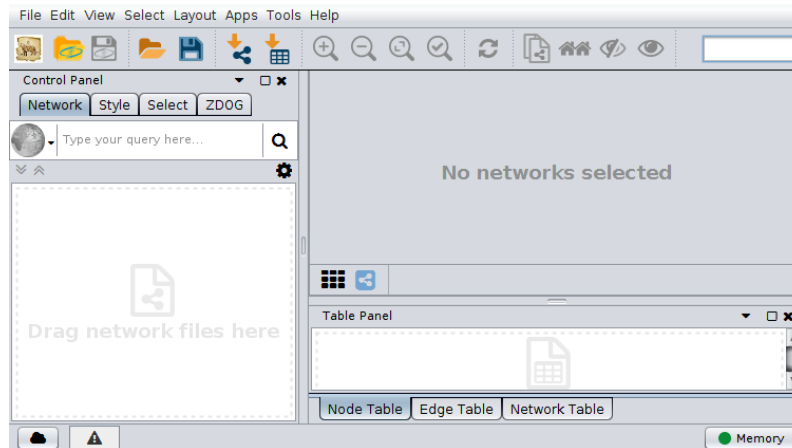 File Edit View Select Layout Apps Tools Help
Control Panel
Network Style Select ZDOG
Type your query here...
No networks selected
Drag network files here
Table Panel
Node Table Edge Table Network Table
Memory